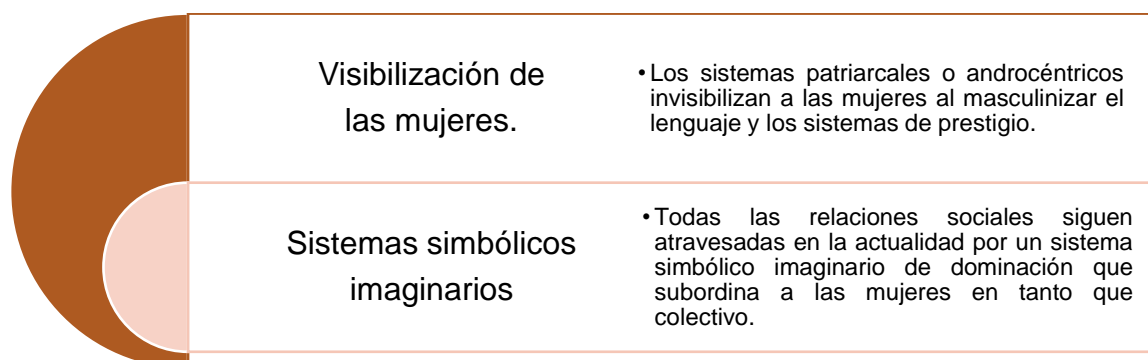 Visibilización de
las mujeres.
•Los sistemas patriarcales o androcéntricos
invisibilizan a las mujeres al masculinizar el
lenguaje y los sistemas de prestigio.
Sistemas simbólicos
imaginarios
•Todas las relaciones sociales siguen
atravesadas en la actualidad por un sistema
simbólico imaginario de dominación que
subordina a las mujeres en tanto que
colectivo.